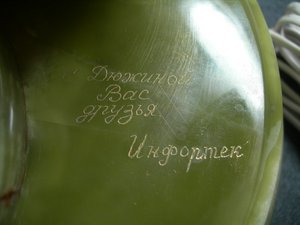 Дюжиной
Вас
друзья
Инфортек